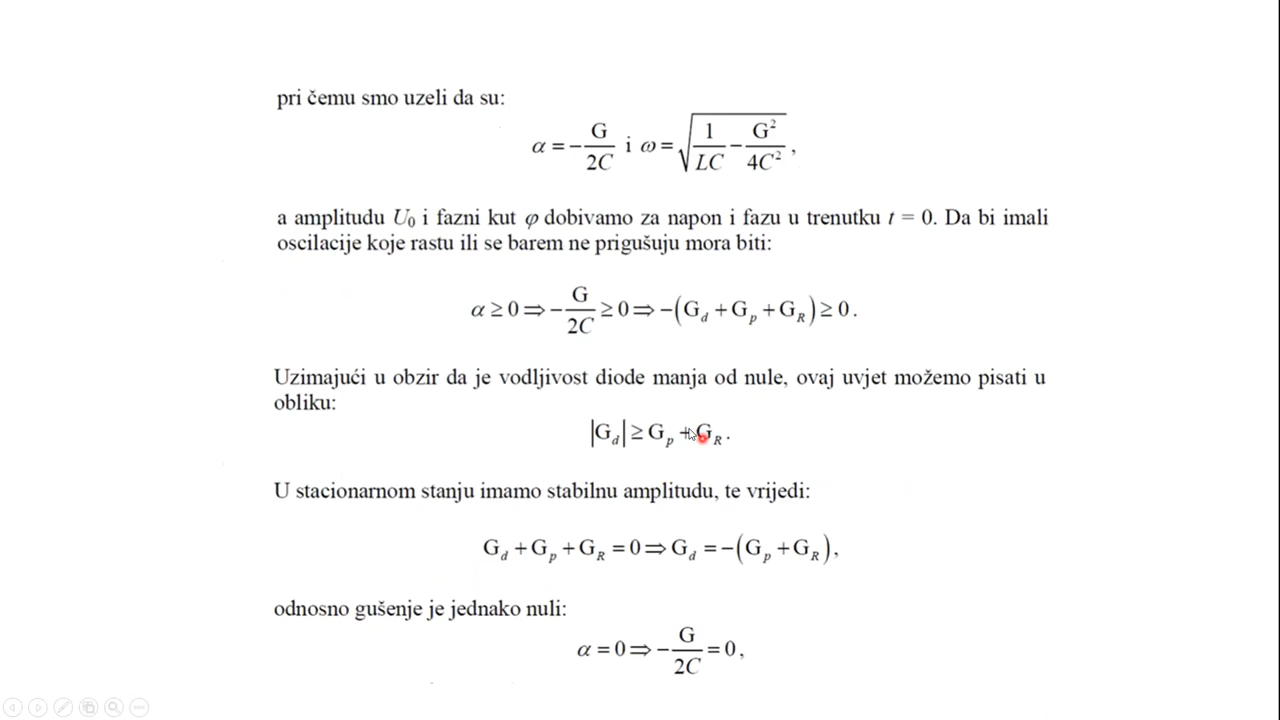 pri čemu smo uzeli da su:
α = −G/2C i ω = √(1/LC − G²/4C²) ,
a amplitudu U₀ i fazni kut φ dobivamo za napon i fazu u trenutku t = 0. Da bi imali
oscilacije koje rastu ili se barem ne prigušuju mora biti:
α ≥ 0 ⇒ −G/2C ≥ 0 ⇒ −(G_d + G_p + G_R) ≥ 0.
Uzimajući u obzir da je vodljivost diode manja od nule, ovaj uvjet možemo pisati u
obliku:
|G_d| ≥ G_p + G_R.
U stacionarnom stanju imamo stabilnu amplitudu, te vrijedi:
G_d + G_p + G_R = 0 ⇒ G_d = −(G_p + G_R),
odnosno gušenje je jednako nuli:
α = 0 ⇒ −G/2C = 0,